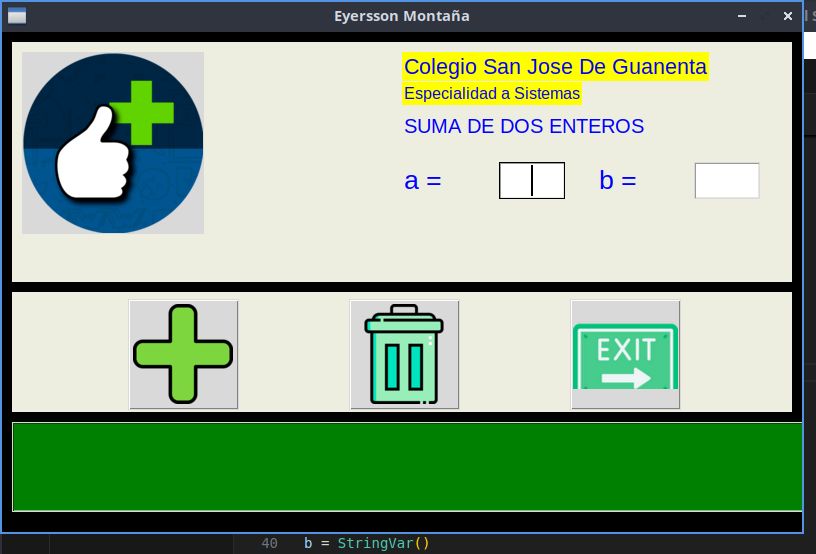 Eyersson Montaña
Colegio San Jose De Guanenta
Especialidad a Sistemas
SUMA DE DOS ENTEROS
a = b =
EXIT
40 b = StringVar()